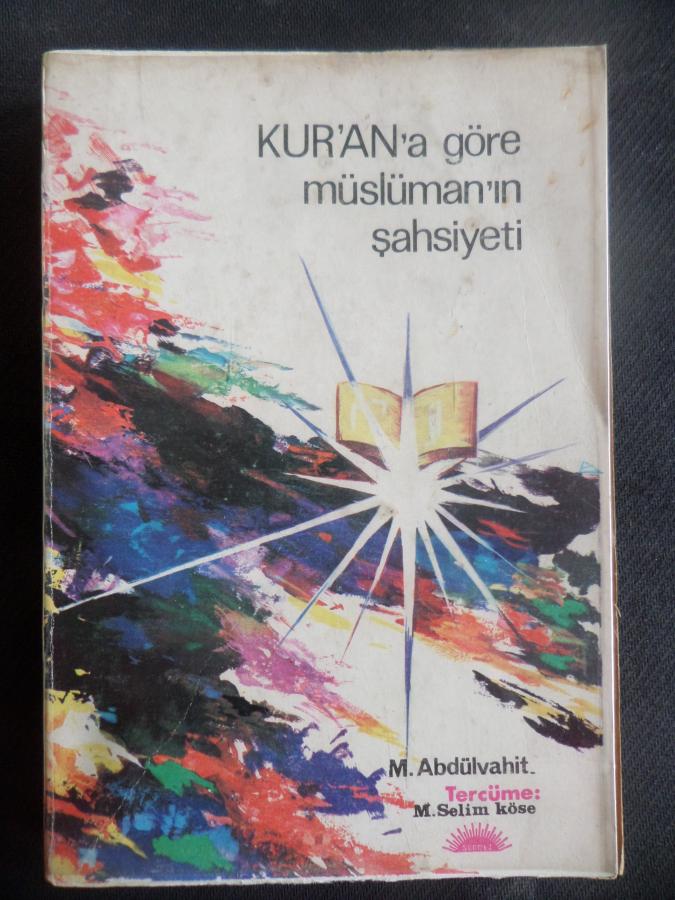 KUR'AN'a göre
müslüman'ın
şahsiyeti
M. Abdülvahit
Tercüme:
M. Selim köse